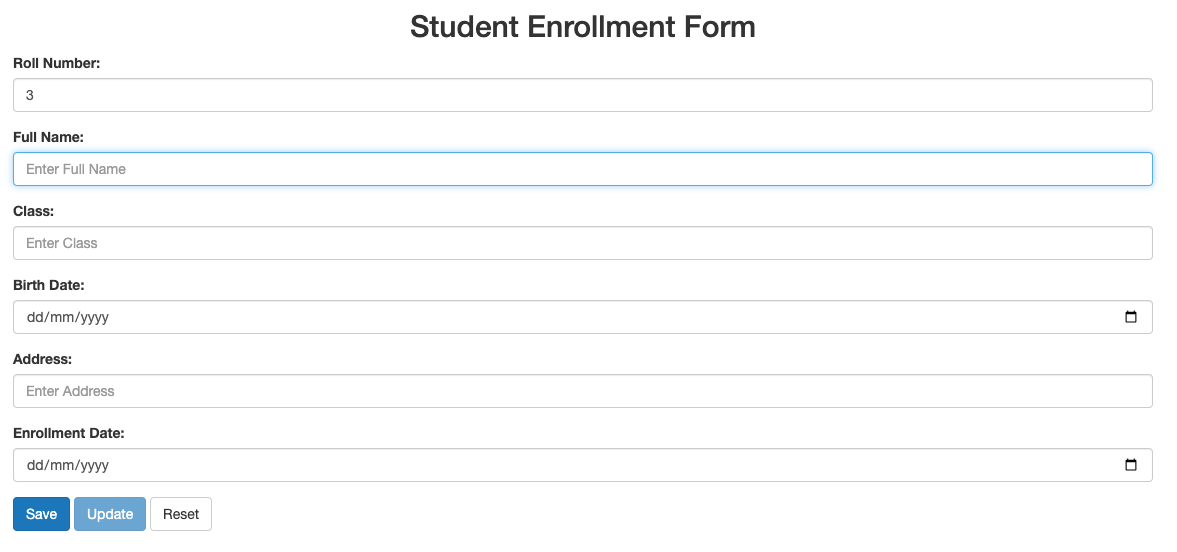 Student Enrollment Form
Roll Number:
3
Full Name:
Enter Full Name
Class:
Enter Class
Birth Date:
dd/mm/yyyy
Address:
Enter Address
Enrollment Date:
dd/mm/yyyy
Save Update Reset